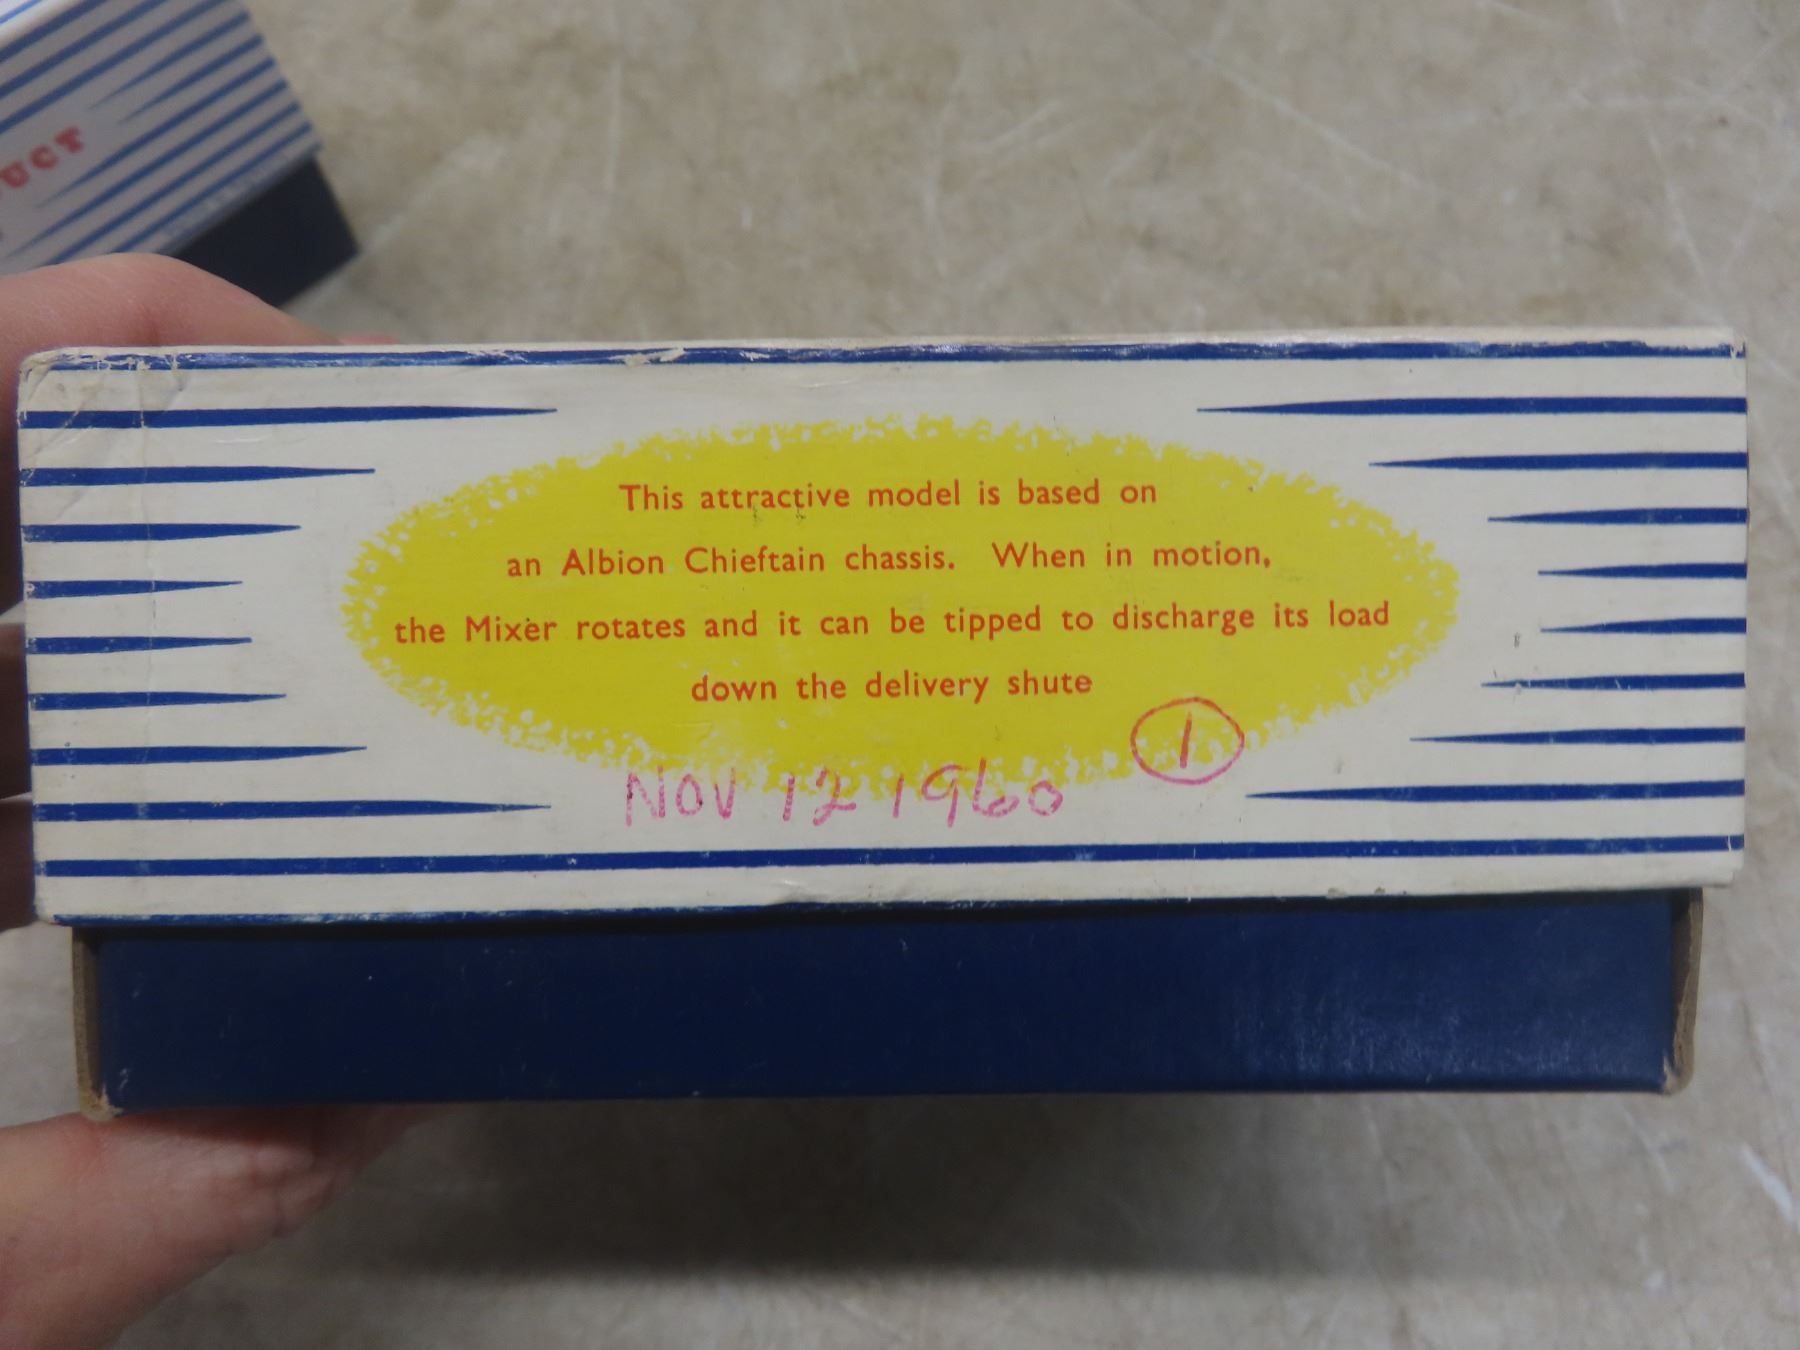 UCT
This attractive model is based on
an Albion Chieftain chassis. When in motion,
the Mixer rotates and it can be tipped to discharge its load
down the delivery shute
1
NOV 12 1960